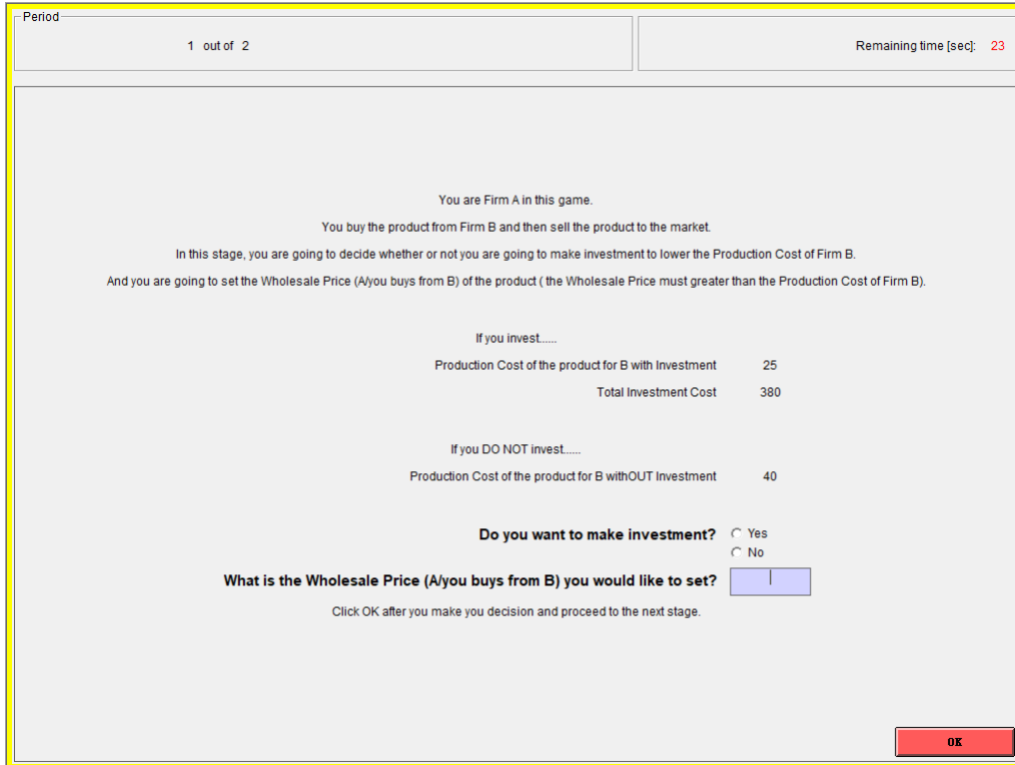 Period
1 out of 2
Remaining time [sec]: 23
You are Firm A in this game.
You buy the product from Firm B and then sell the product to the market.
In this stage, you are going to decide whether or not you are going to make investment to lower the Production Cost of Firm B.
And you are going to set the Wholesale Price (A/you buys from B) of the product ( the Wholesale Price must greater than the Production Cost of Firm B).
If you invest.....
Production Cost of the product for B with Investment 25
Total Investment Cost 380
If you DO NOT invest.....
Production Cost of the product for B withOUT Investment 40
Do you want to make investment? Yes
No
What is the Wholesale Price (A/you buys from B) you would like to set?
Click OK after you make you decision and proceed to the next stage.
OK